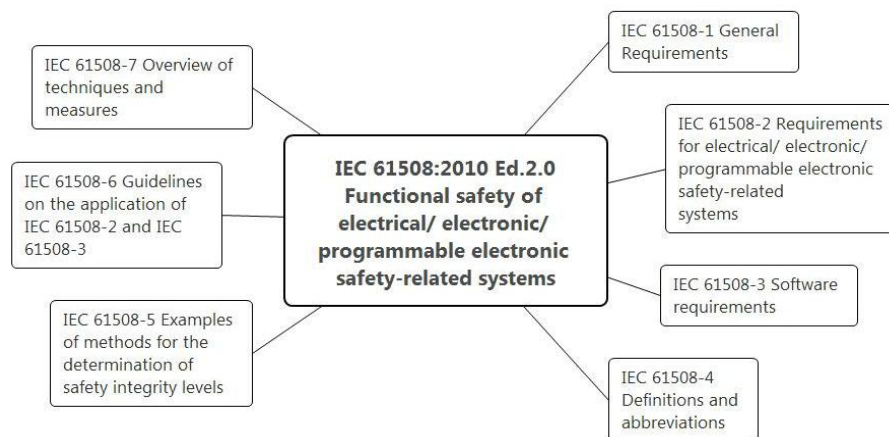 IEC 61508-1 General
Requirements
IEC 61508-7 Overview of
techniques and
measures
IEC 61508-2 Requirements
for electrical/ electronic/
programmable electronic
safety-related
systems
IEC 61508:2010 Ed.2.0
Functional safety of
electrical/ electronic/
programmable electronic
safety-related systems
IEC 61508-6 Guidelines
on the application of
IEC 61508-2 and IEC
61508-3
IEC 61508-3 Software
requirements
IEC 61508-5 Examples
of methods for the
determination of
safety integrity levels
IEC 61508-4
Definitions and
abbreviations